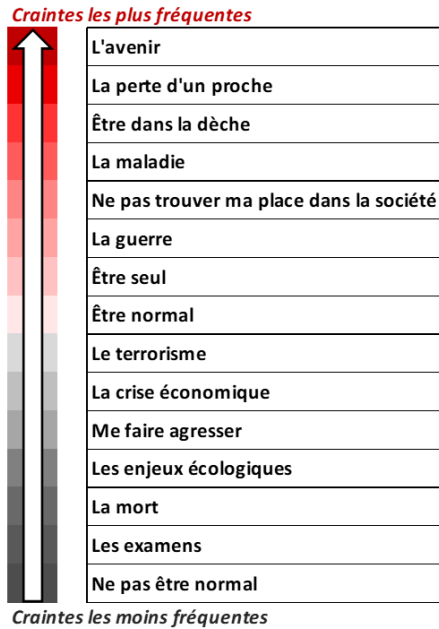 Craintes les plus fréquentes
L'avenir
La perte d'un proche
Être dans la dèche
La maladie
Ne pas trouver ma place dans la société
La guerre
Être seul
Être normal
Le terrorisme
La crise économique
Me faire agresser
Les enjeux écologiques
La mort
Les examens
Ne pas être normal
Craintes les moins fréquentes